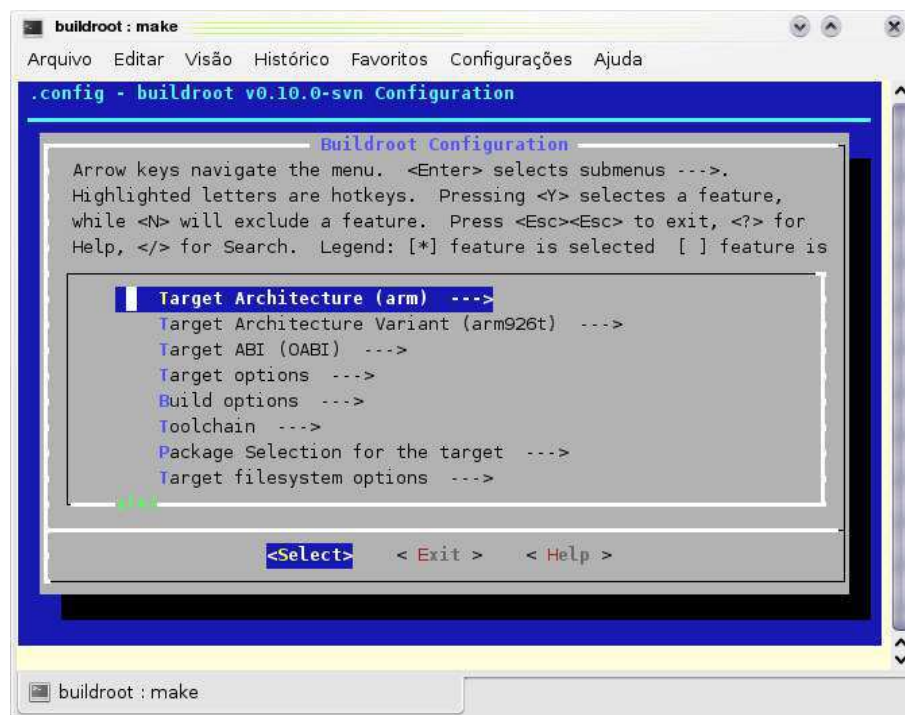 buildroot : make
Arquivo Editar Visão Histórico Favoritos Configurações Ajuda
.config - buildroot v0.10.0-svn Configuration
Buildroot Configuration
Arrow keys navigate the menu. <Enter> selects submenus --->.
Highlighted letters are hotkeys. Pressing <Y> selectes a feature,
while <N> will exclude a feature. Press <Esc><Esc> to exit, <?> for
Help, </> for Search. Legend: [*] feature is selected [ ] feature is
Target Architecture (arm) --->
Target Architecture Variant (arm926t) --->
Target ABI (OABI) --->
Target options --->
Build options --->
Toolchain --->
Package Selection for the target --->
Target filesystem options --->
<Select> < Exit > < Help >
buildroot : make